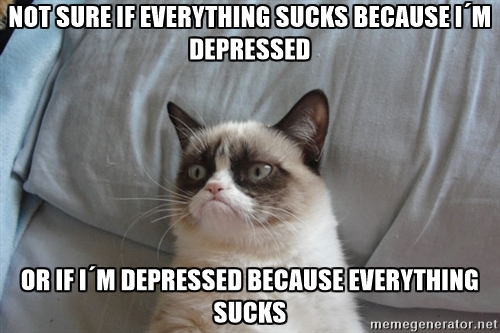 NOT SURE IF EVERYTHING SUCKS BECAUSE I´M
DEPRESSED
OR IF I´M DEPRESSED BECAUSE EVERYTHING
SUCKS
memegenerator.net